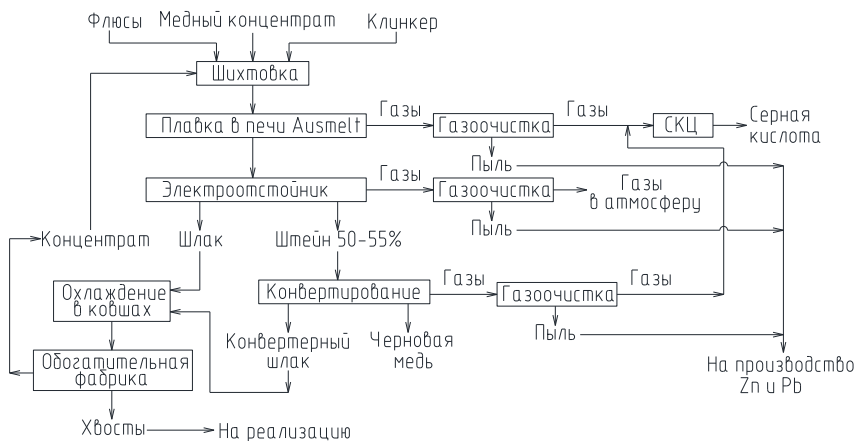 Флюсы
Медный концентрат
Клинкер
Шихтовка
Плавка в печи Ausmelt
Газы
Газоочистка
Газы
СКЦ
Серная
кислота
Пыль
Электроотстойник
Газы
Газоочистка
Газы
в атмосферу
Пыль
Концентрат
Шлак
Штейн 50-55%
Охлаждение
в ковшах
Конвертирование
Газы
Газоочистка
Газы
Пыль
Конвертерный
шлак
Черновая
медь
Обогатительная
фабрика
На производство
Zn и Pb
Хвосты
На реализацию